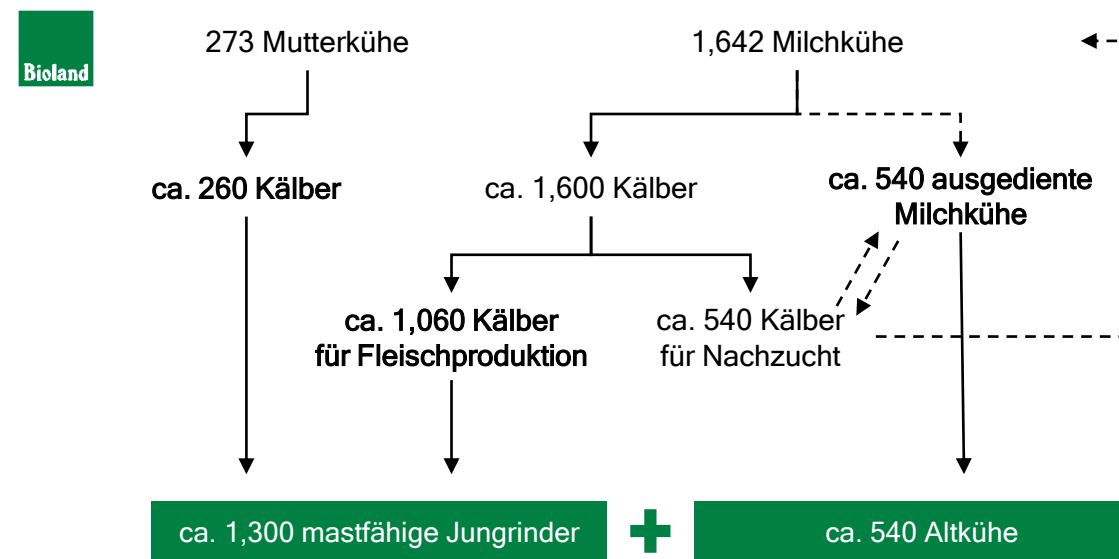 Bioland
273 Mutterkühe
1,642 Milchkühe
ca. 260 Kälber
ca. 1,600 Kälber
ca. 540 ausgediente
Milchkühe
ca. 1,060 Kälber
für Fleischproduktion
ca. 540 Kälber
für Nachzucht
ca. 1,300 mastfähige Jungrinder
ca. 540 Altkühe